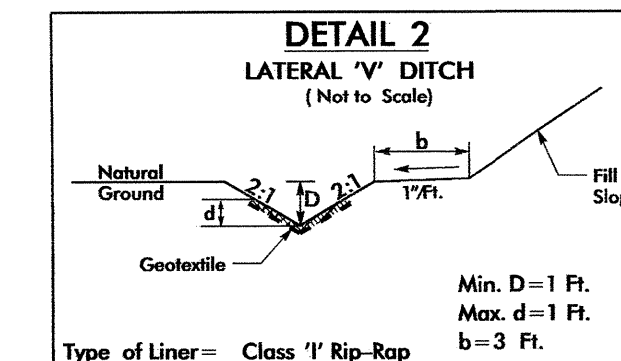 DETAIL 2
LATERAL 'V' DITCH
( Not to Scale)
b
Natural
Ground
2:1
D
2:1
1"/Ft.
Fill
d
Geotextile
Min. D=1 Ft.
Max. d=1 Ft.
b=3 Ft.
Type of Liner= Class 'I' Rip-Rap